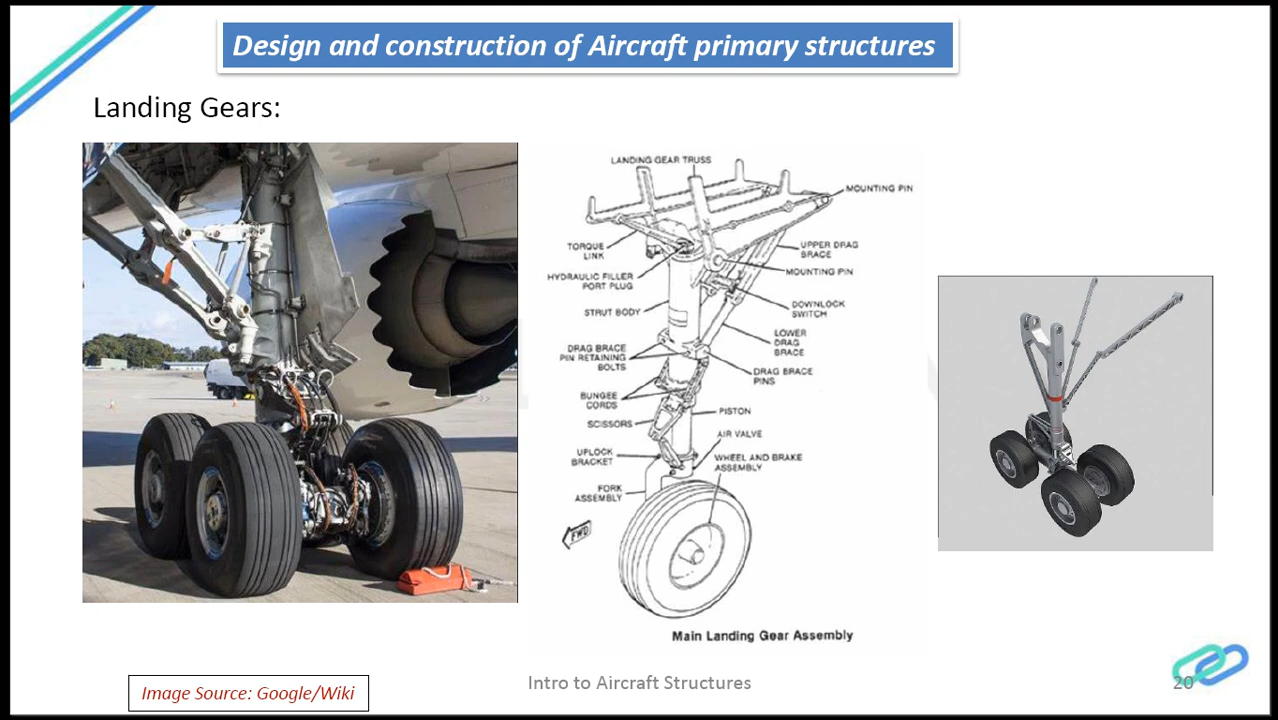 Design and construction of Aircraft primary structures
Landing Gears:
LANDING GEAR TRUSS
MOUNTING PIN
TORQUE
LINK
UPPER DRAG
BRACE
HYDRAULIC FILLER
PORT PLUG
MOUNTING PIN
STRUT BODY
DOWNLOCK
SWITCH
LOWER
DRAG
BRACE
DRAG BRACE
PIN RETAINING
BOLTS
DRAG BRACE
PINS
BUNGEE
CORDS
PISTON
SCISSORS
AIR VALVE
UPLOCK
BRACKET
WHEEL AND BRAKE
ASSEMBLY
FORK
ASSEMBLY
FWD
Main Landing Gear Assembly
Image Source: Google/Wiki
Intro to Aircraft Structures
20